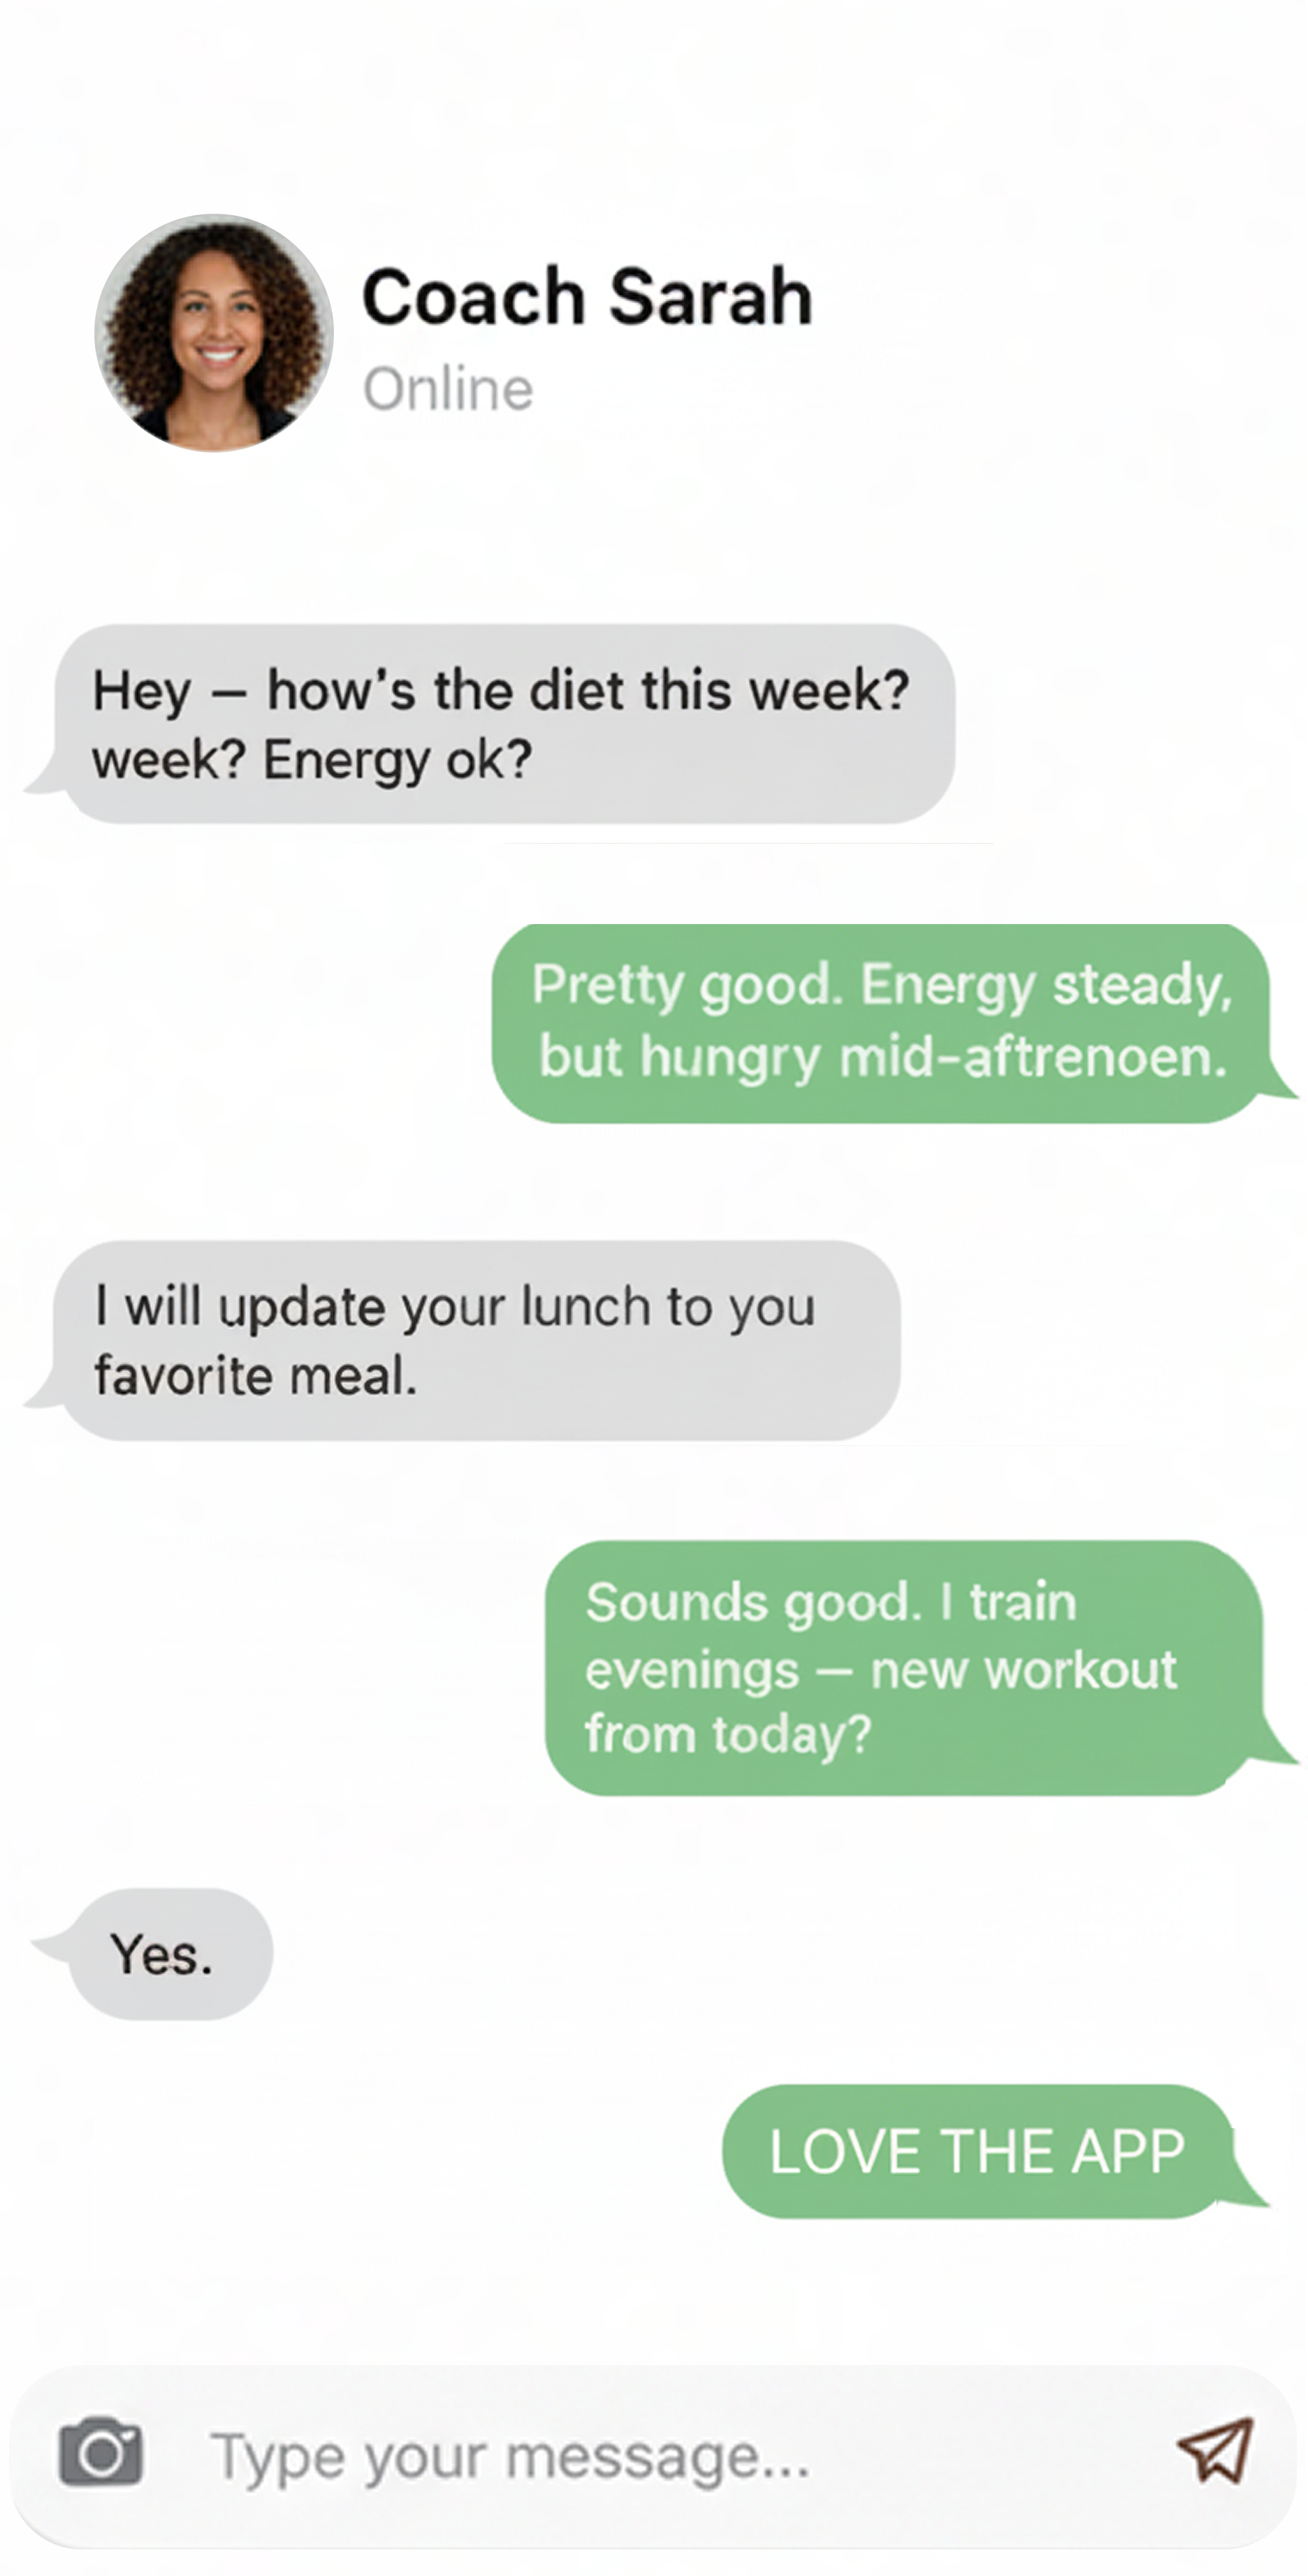 Coach Sarah
Online
Hey – how's the diet this week?
week? Energy ok?
Pretty good. Energy steady,
but hungry mid-aftrenoen.
I will update your lunch to you
favorite meal.
Sounds good. I train
evenings — new workout
from today?
Yes.
LOVE THE APP
Type your message...